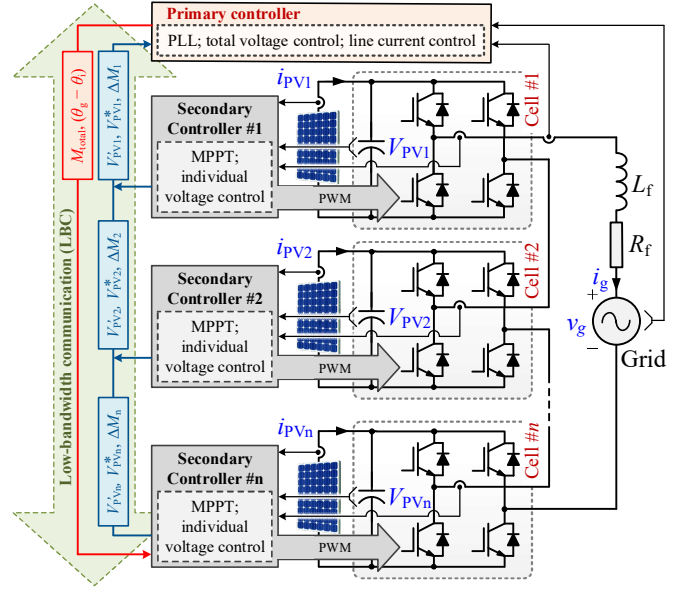 Primary controller
PLL; total voltage control; line current control
Low-bandwidth communication (LBC)
M_total, (θ_g − θ_i)
V'_PV1, V*_PV1, ΔM_1
V'_PV2, V*_PV2, ΔM_2
V'_PVn, V*_PVn, ΔM_n
i_PV1
Secondary
Controller #1
MPPT;
individual
voltage control
V_PV1
PWM
Cell #1
i_PV2
Secondary
Controller #2
MPPT;
individual
voltage control
V_PV2
PWM
Cell #2
i_PVn
Secondary
Controller #n
MPPT;
individual
voltage control
V_PVn
PWM
Cell #n
L_f
R_f
i_g
+
v_g
−
Grid